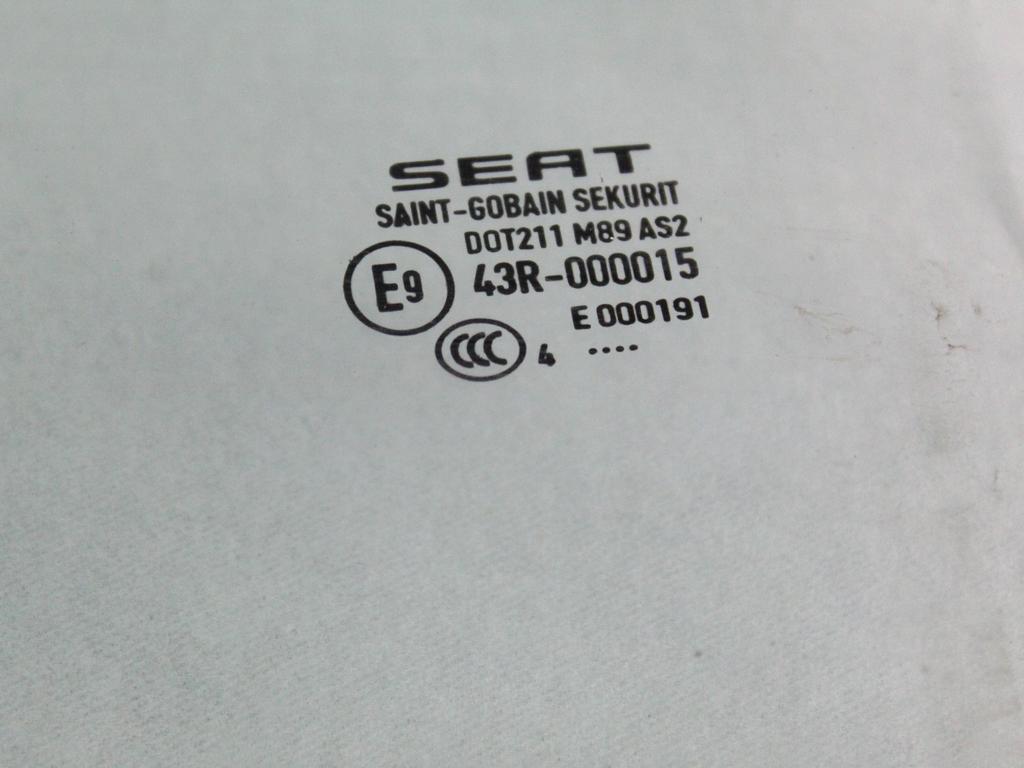 SEAT
SAINT-GOBAIN SEKURIT
DOT211 M89 AS2
E9 43R-000015
E 000191
CCC 4 ....